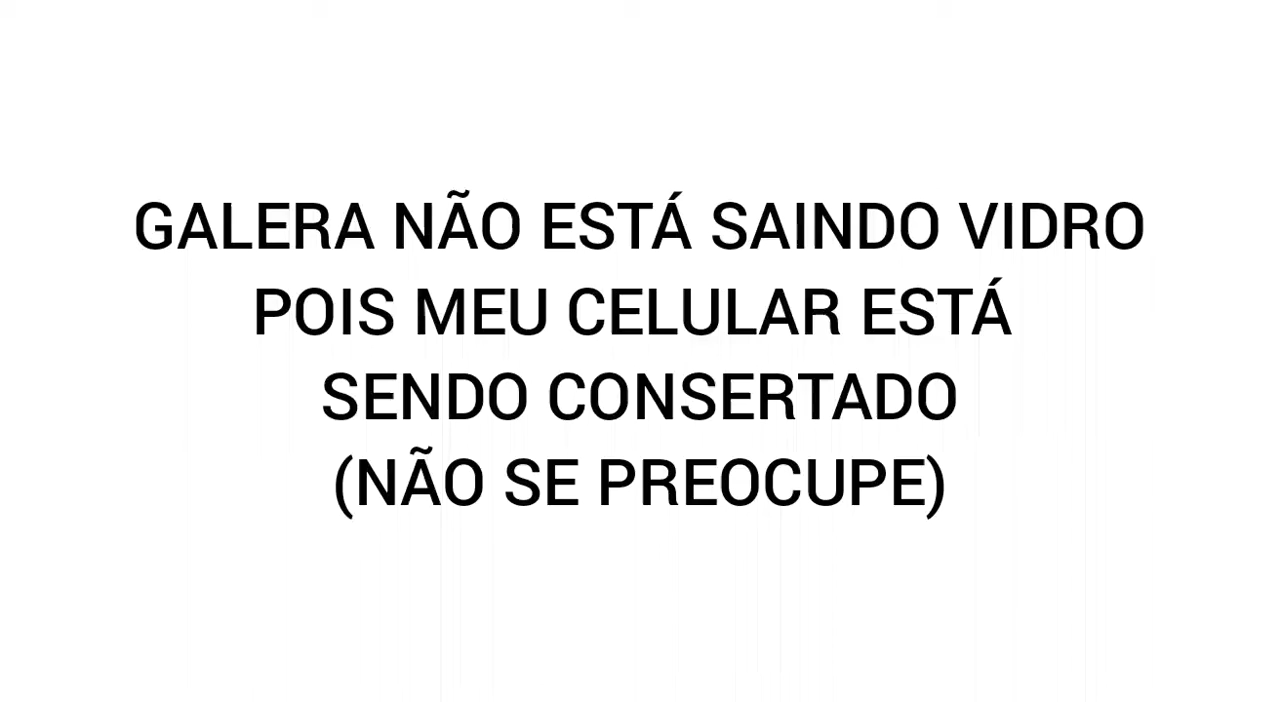 GALERA NÃO ESTÁ SAINDO VIDRO
POIS MEU CELULAR ESTÁ
SENDO CONSERTADO
(NÃO SE PREOCUPE)